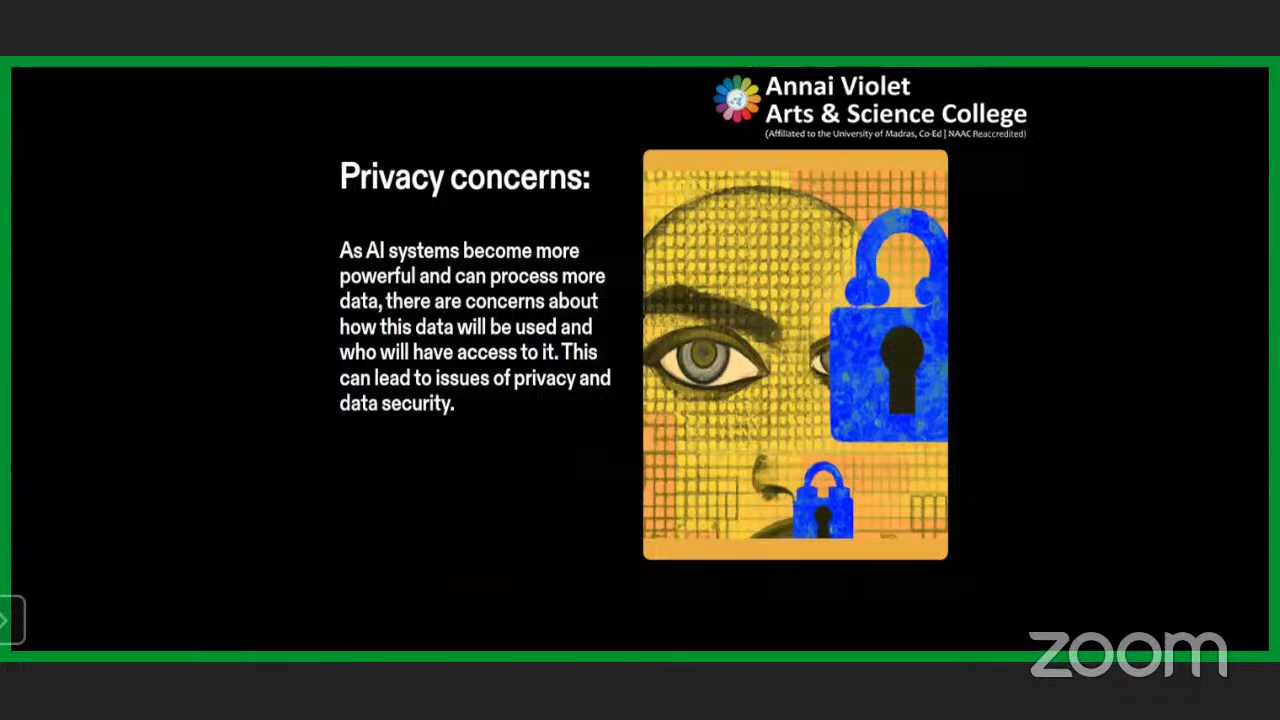 Annai Violet
Arts & Science College
(Affiliated to the University of Madras, Co-Ed | NAAC Reaccredited)
Privacy concerns:
As AI systems become more
powerful and can process more
data, there are concerns about
how this data will be used and
who will have access to it. This
can lead to issues of privacy and
data security.
zoom